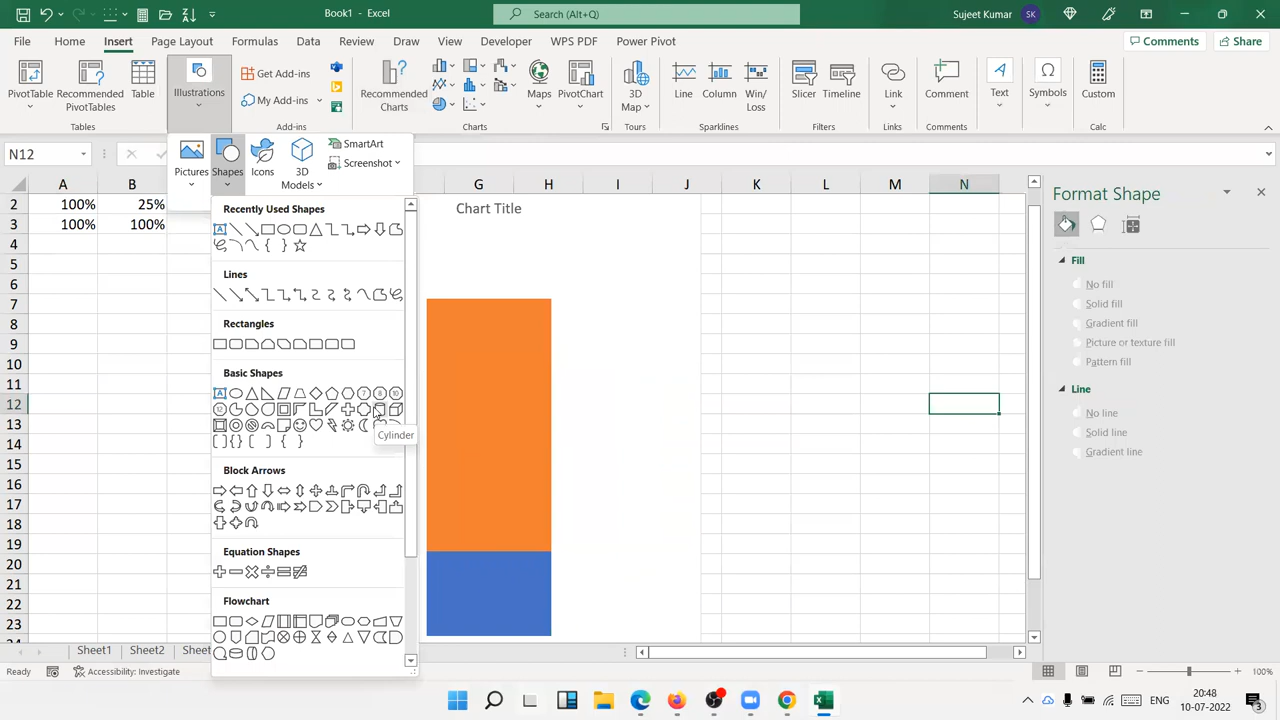 Book1 - Excel
Search (Alt+Q)
Sujeet Kumar
SK
File Home Insert Page Layout Formulas Data Review Draw View Developer WPS PDF Power Pivot
Comments Share
PivotTable
Recommended PivotTables
Table
Illustrations
Get Add-ins
My Add-ins
Recommended Charts
Maps
PivotChart
3D Map
Line
Column
Win/ Loss
Slicer
Timeline
Link
Comment
Text
Symbols
Custom
Tables Add-ins Charts Tours Sparklines Filters Links Comments Calc
N12
Pictures
Shapes
Icons
3D Models
SmartArt
Screenshot
A B G H I J K L M N
2 100% 25%
3 100% 100%
5
6
7
8
9
10
11
12
13
14
15
16
17
18
19
20
21
22
23
24
Chart Title
Recently Used Shapes
Lines
Rectangles
Basic Shapes
Cylinder
Block Arrows
Equation Shapes
Flowchart
Format Shape
Fill
No fill
Solid fill
Gradient fill
Picture or texture fill
Pattern fill
Line
No line
Solid line
Gradient line
Sheet1 Sheet2 Sheet
Ready Accessibility: Investigate
100%
ENG
20:48
10-07-2022
3